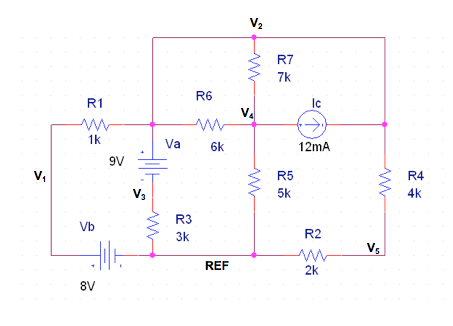 V2
R7
7k
R1
1k
R6
6k
V4
Ic
12mA
Va
9V
V1
V3
R5
5k
R4
4k
R3
3k
Vb
8V
REF
R2
2k
V5